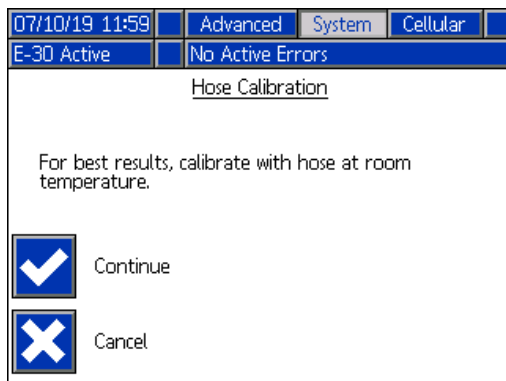 07/10/19 11:59 Advanced System Cellular
E-30 Active No Active Errors
Hose Calibration
For best results, calibrate with hose at room
temperature.
Continue
Cancel